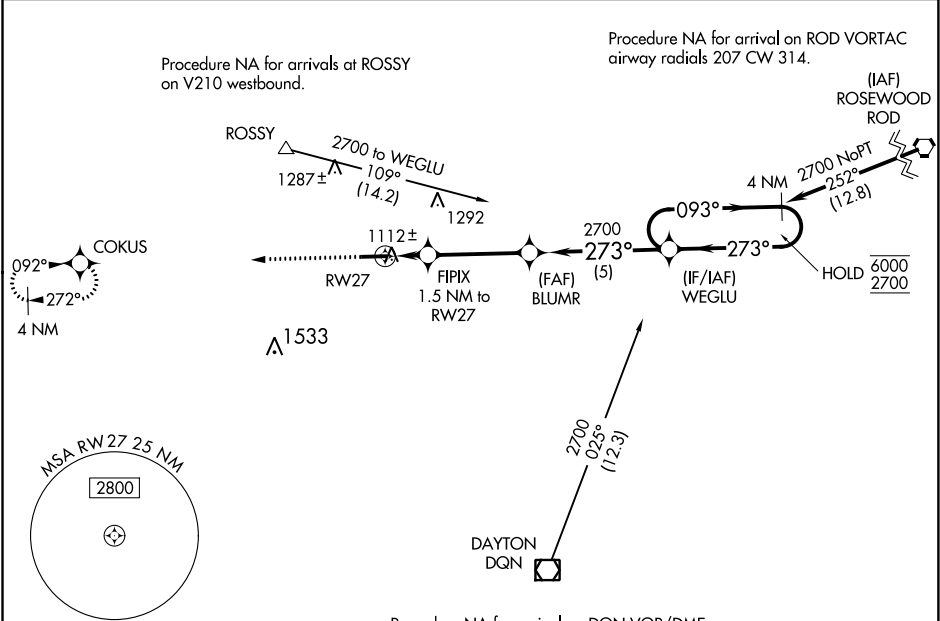 Procedure NA for arrivals at ROSSY
on V210 westbound.
Procedure NA for arrival on ROD VORTAC
airway radials 207 CW 314.
(IAF)
ROSEWOOD
ROD
ROSSY
2700 to WEGLU
109°
(14.2)
1287±
1292
2700 NoPT
252°
(12.8)
4 NM
093°
273°
HOLD
6000
2700
2700
273°
(5)
1112±
COKUS
092°
272°
4 NM
RW27
FIPIX
1.5 NM to
RW27
(FAF)
BLUMR
(IF/IAF)
WEGLU
1533
2700
025°
(12.3)
MSA RW27 25 NM
2800
DAYTON
DQN